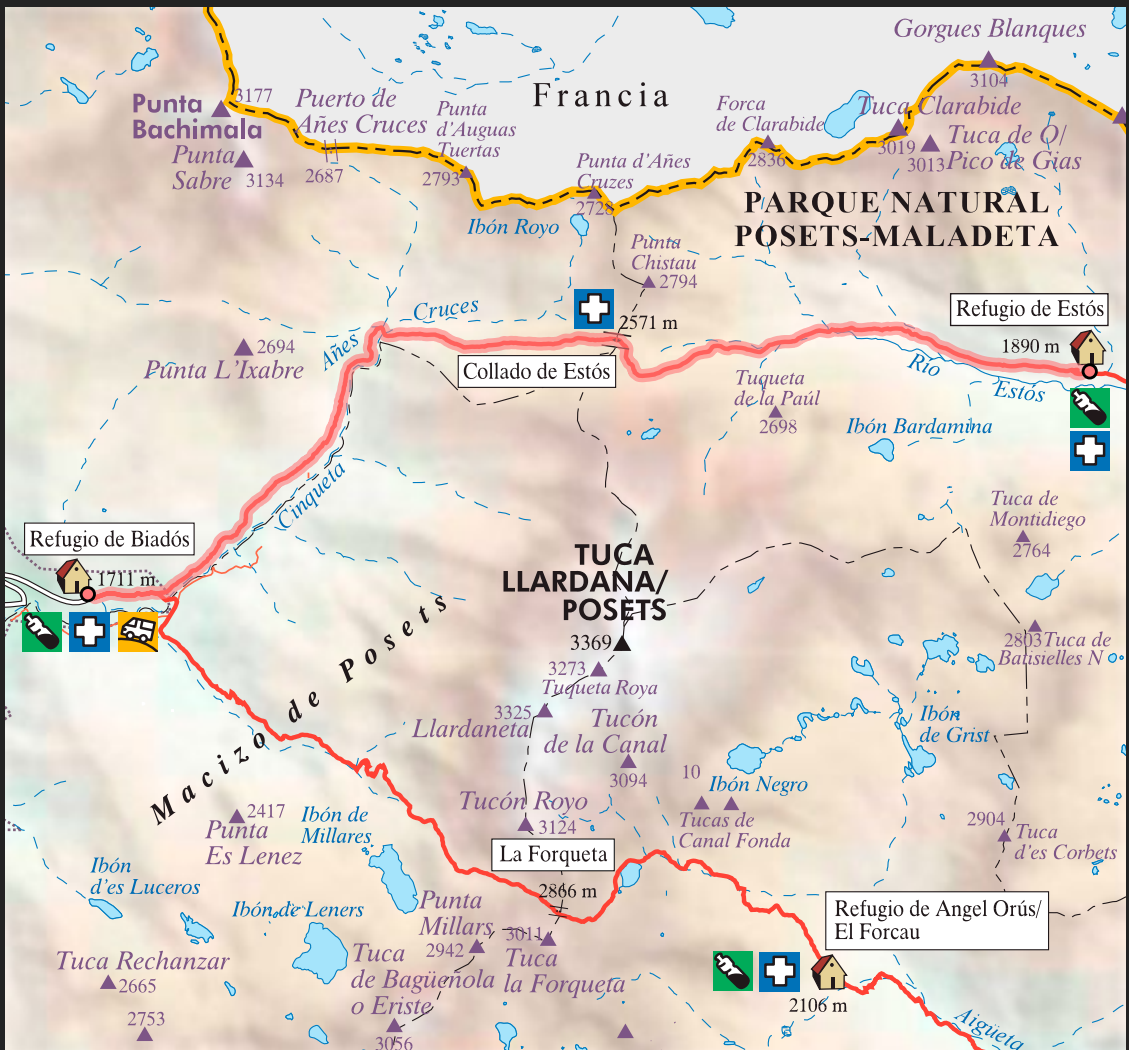 Gorgues Blanques
3104
Francia
3177
Punta
Bachimala
Puerto de
Añes Cruces
2687
Punta
d'Auguas
Tuertas
2793
Forca
de Clarabide
2836
Tuca Clarabide
3019
Tuca de O/
Pico de Gias
3013
Punta
Sabre
3134
Punta d'Añes
Cruzes
2728
PARQUE NATURAL
POSETS-MALADETA
Ibón Royo
Punta
Chistau
2794
Refugio de Estós
1890 m
Cruces
Añes
2571 m
Collado de Estós
2694
Punta L'Ixabre
Río
Estós
Tuqueta
de la Paúl
2698
Ibón Bardamina
Cinqueta
Tuca de
Montidiego
2764
Refugio de Biadós
1711 m
TUCA
LLARDANA/
POSETS
3369
Macizo de Posets
2803
Tuca de
Batisielles N
3273
Tuqueta Roya
3325
Llardaneta
Tucón
de la Canal
3094
Ibón
de Grist
10
Ibón Negro
Tucas de
Canal Fonda
Tucón Royo
3124
2417
Punta
Es Lenez
Ibón de
Millares
2904
Tuca
d'es Corbets
La Forqueta
2866 m
Ibón
d'es Luceros
Ibón de Leners
Punta
Millars
2942
3011
Tuca
la Forqueta
Refugio de Angel Orús/
El Forcau
2106 m
Tuca Rechanzar
2665
Tuca
de Bagüeñola
o Eriste
3056
2753
Aigüeta